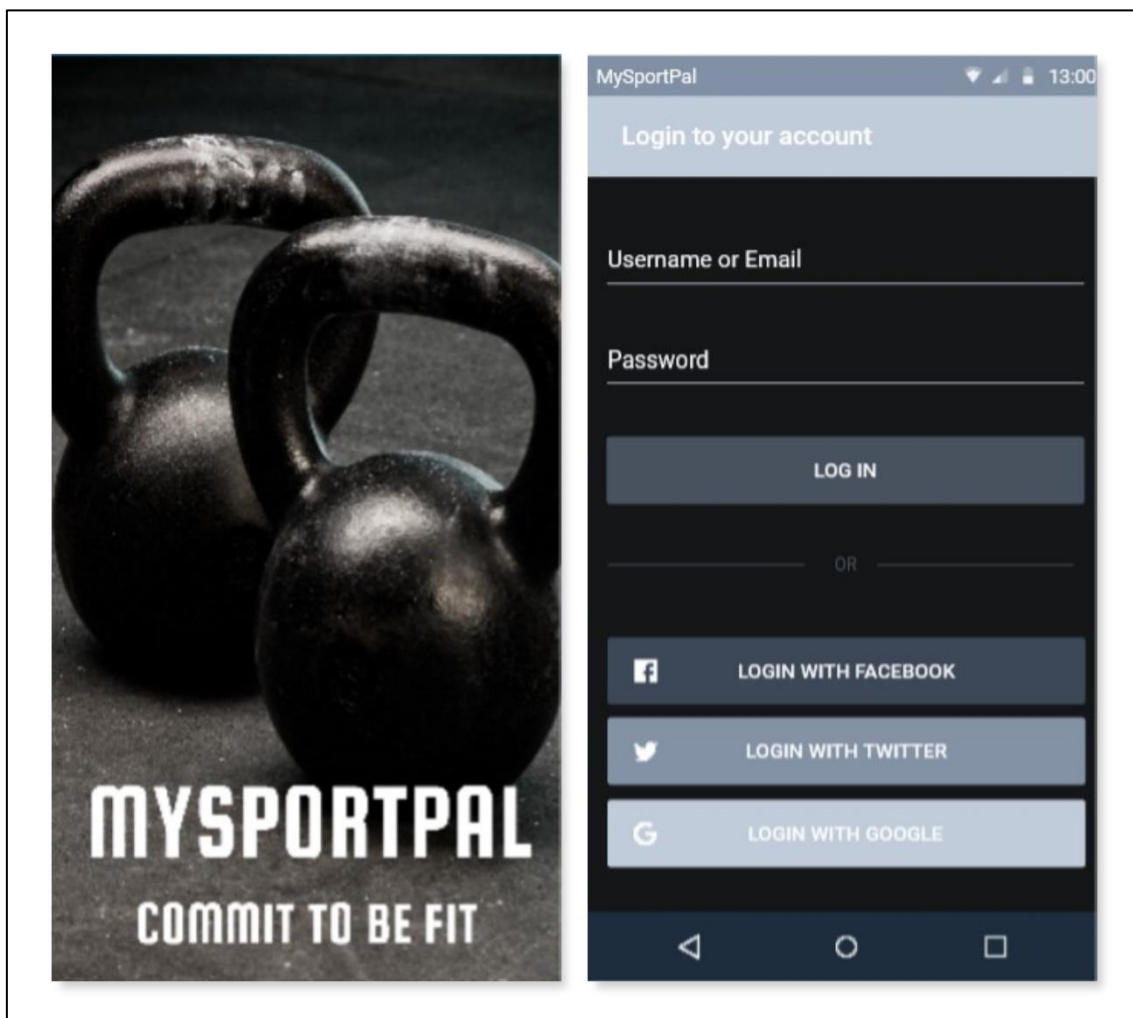 MYSPORTPAL
COMMIT TO BE FIT
MySportPal 13:00
Login to your account
Username or Email
Password
LOG IN
OR
LOGIN WITH FACEBOOK
LOGIN WITH TWITTER
LOGIN WITH GOOGLE